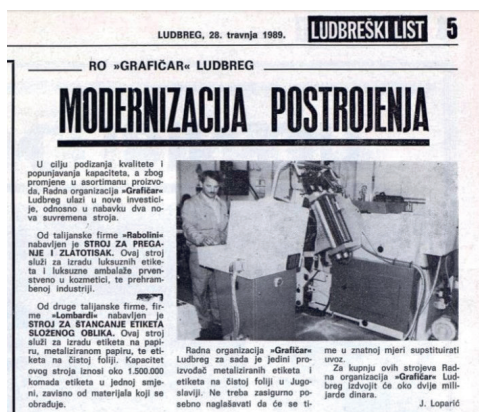 LUDBREG, 28. travnja 1989. LUDBREŠKI LIST 5
RO »GRAFIČAR« LUDBREG
MODERNIZACIJA POSTROJENJA
U cilju podizanja kvalitete i
popunjavanja kapaciteta, a zbog
promjene u asortimanu proizvo-
da, Radna organizacija »Grafičar«
Ludbreg ulazi u nove investici-
je, odnosno u nabavku dva no-
va suvremena stroja.
Od talijanske firme »Rabolini«
nabavljen je STROJ ZA PREGA-
NJE I ZLATOTISAK. Ovaj stroj
služi za izradu luksuznih etike-
ta i luksuzne ambalaže prven-
stveno u kozmetici, te prehram-
benoj industriji.
Od druge talijanske firme, fir-
me »Lombardi« nabavljen je
STROJ ZA ŠTANCANJE ETIKETA
SLOŽENOG OBLIKA. Ovaj stroj
služi za izradu etiketa na papi-
ru, metaliziranom papiru, te eti-
keta na čistoj foliji. Kapacitet
ovog stroja iznosi oko 1.500.000
komada etiketa u jednoj smje-
ni, zavisno od materijala koji se
obrađuje.
Radna organizacija »Grafičar«
Ludbreg za sada je jedini pro-
izvođač metaliziranih etiketa i
etiketa na čistoj foliji u Jugo-
slaviji. Ne treba zasigurno po-
sebno naglašavati da će se ti-
me u znatnoj mjeri supstituirati
uvoz.
Za kupnju ovih strojeva Rad-
na organizacija »Grafičar« Lud-
breg izdvojit će oko dvije mili-
jarde dinara.
J. Loparić